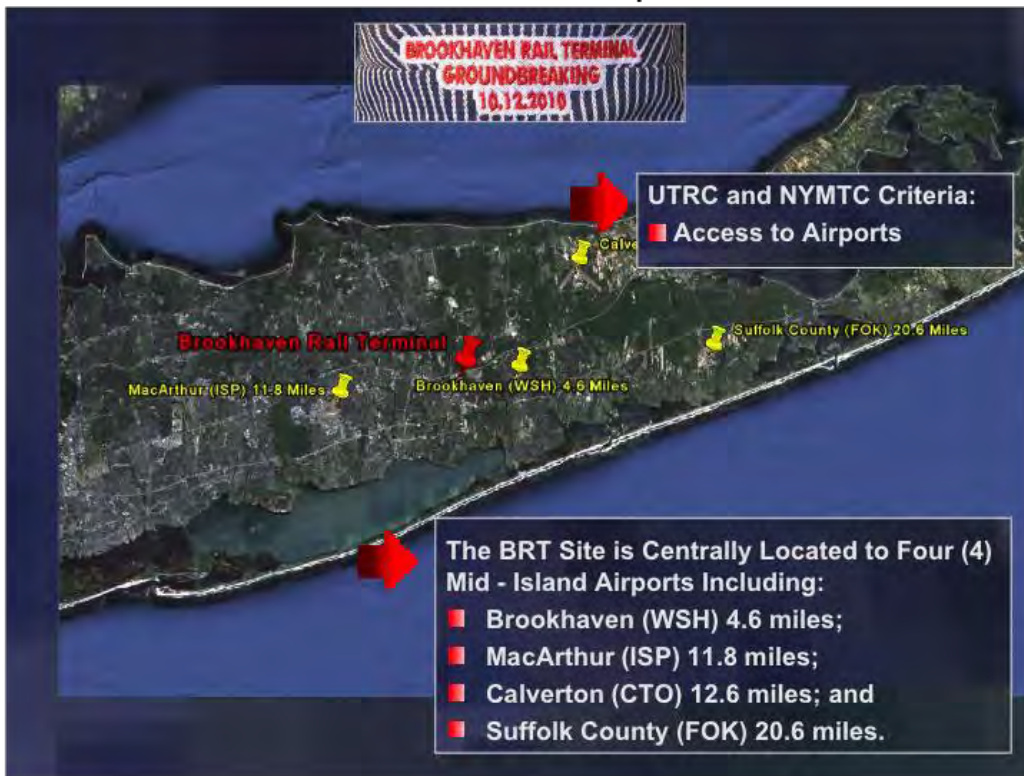 BROOKHAVEN RAIL TERMINAL
GROUNDBREAKING
10.12.2010
UTRC and NYMTC Criteria:
Access to Airports
Calve
Suffolk County (FOK) 20.6 Miles
Brookhaven Rail Terminal
MacArthur (ISP) 11.8 Miles
Brookhaven (WSH) 4.6 Miles
The BRT Site is Centrally Located to Four (4)
Mid - Island Airports Including:
Brookhaven (WSH) 4.6 miles;
MacArthur (ISP) 11.8 miles;
Calverton (CTO) 12.6 miles; and
Suffolk County (FOK) 20.6 miles.